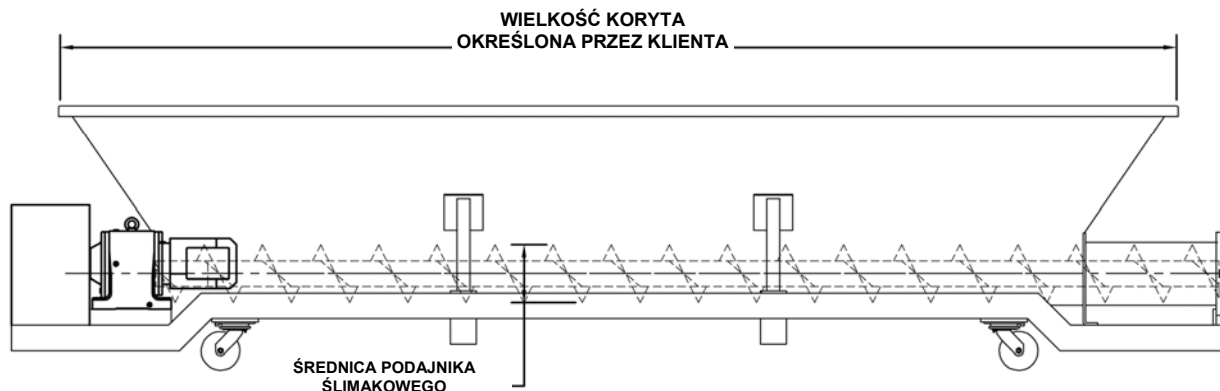 WIELKOŚĆ KORYTA
OKREŚLONA PRZEZ KLIENTA
ŚREDNICA PODAJNIKA
ŚLIMAKOWEGO